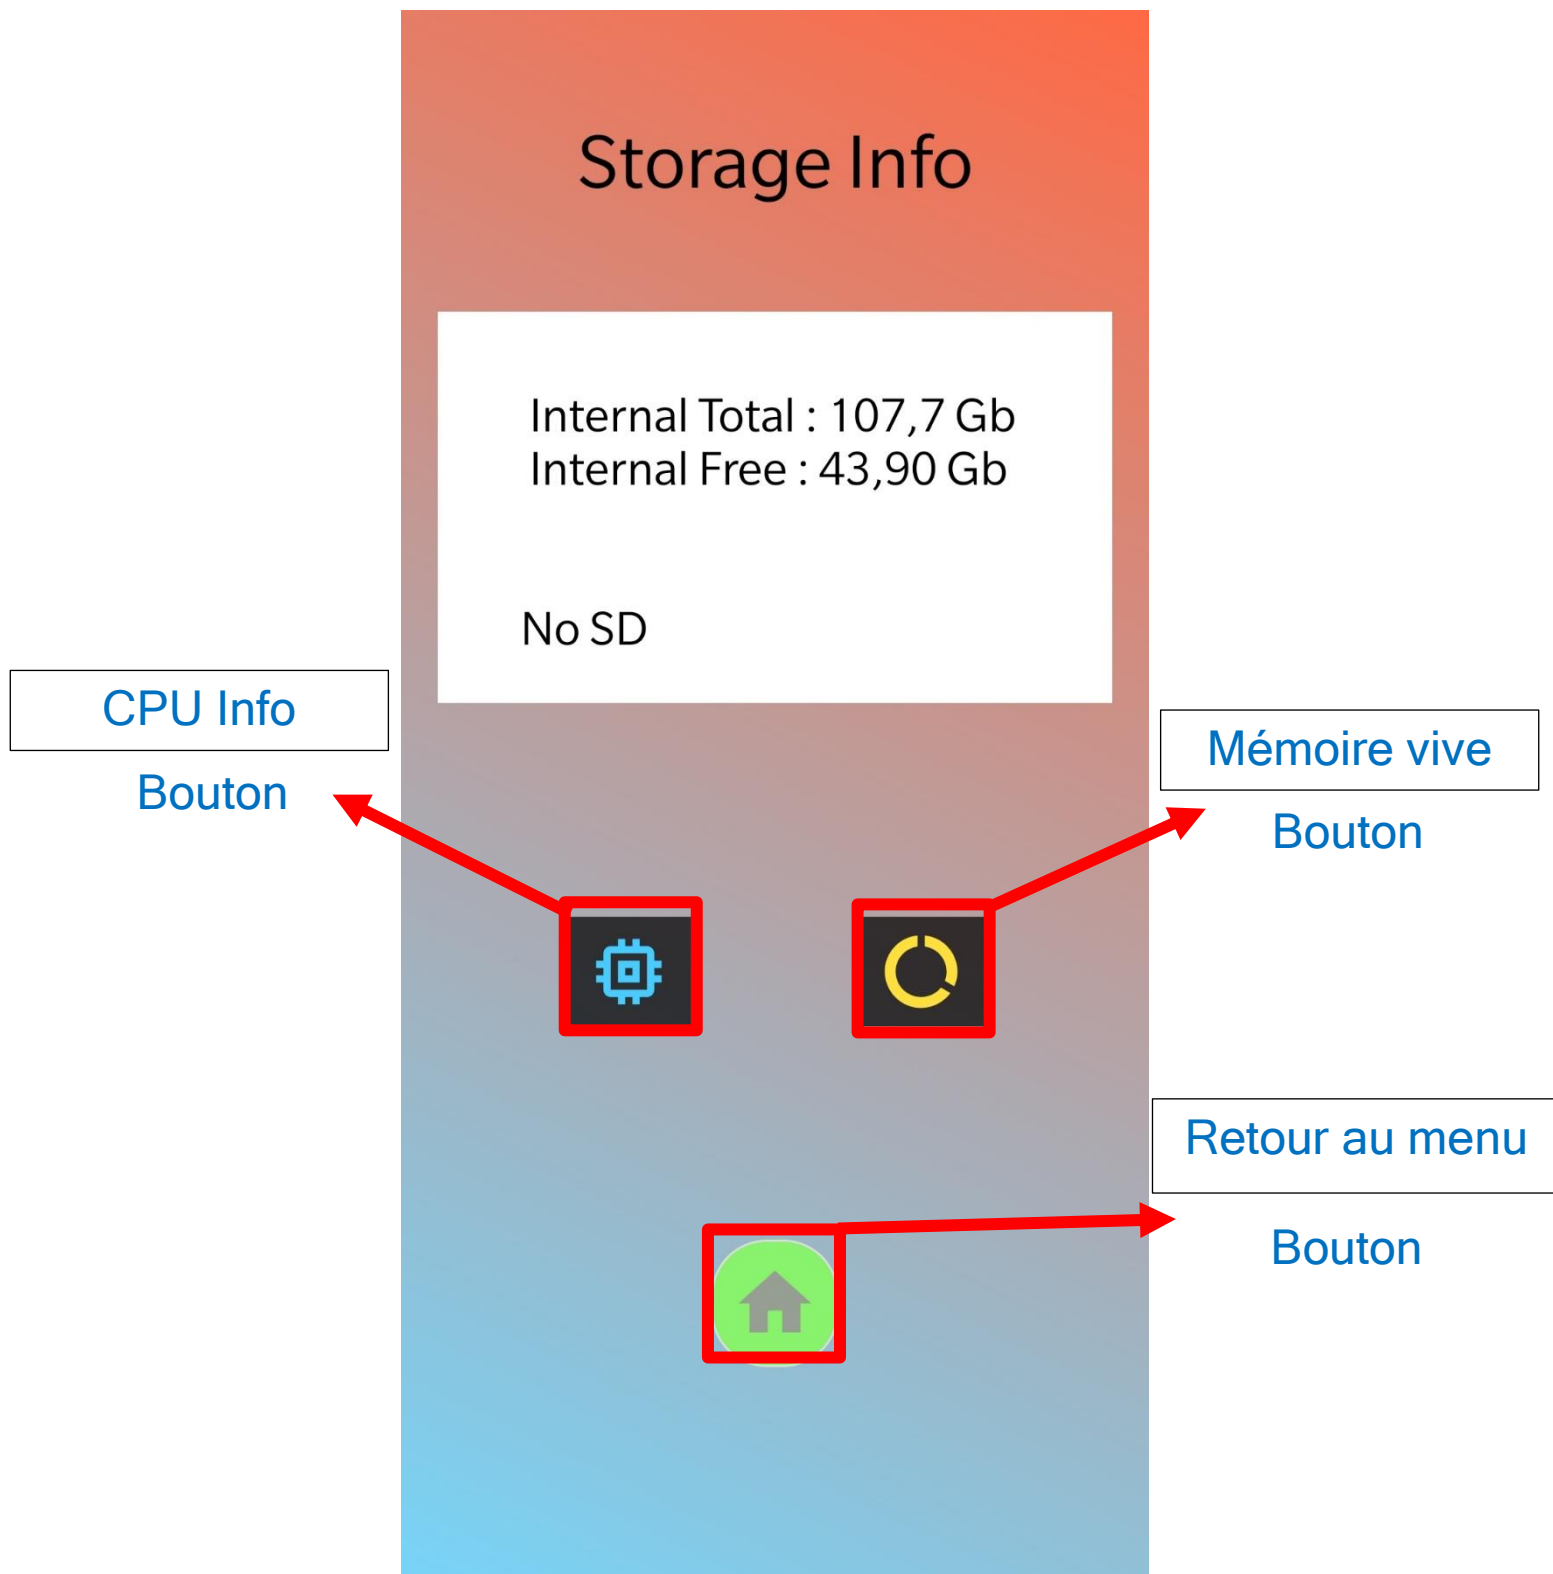 Storage Info
Internal Total : 107,7 Gb
Internal Free : 43,90 Gb
No SD
CPU Info
Bouton
Mémoire vive
Bouton
Retour au menu
Bouton